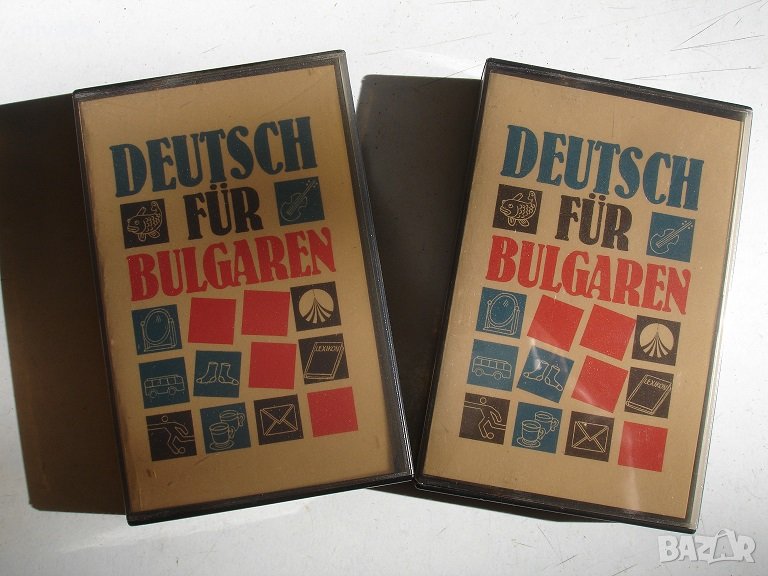 DEUTSCH
FÜR
BULGAREN
LEXIKON
DEUTSCH
FÜR
BULGAREN
LEXIKON
BAZAR